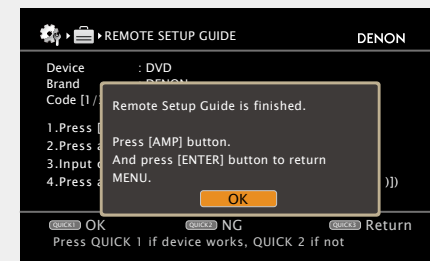 REMOTE SETUP GUIDE DENON
Device : DVD
Brand : DENON
Code [1/
Remote Setup Guide is finished.
1.Press [
Press [AMP] button.
2.Press a
And press [ENTER] button to return
3.Input c
MENU.
4.Press a )])
OK
QUICK1 OK QUICK2 NG QUICK3 Return
Press QUICK 1 if device works, QUICK 2 if not